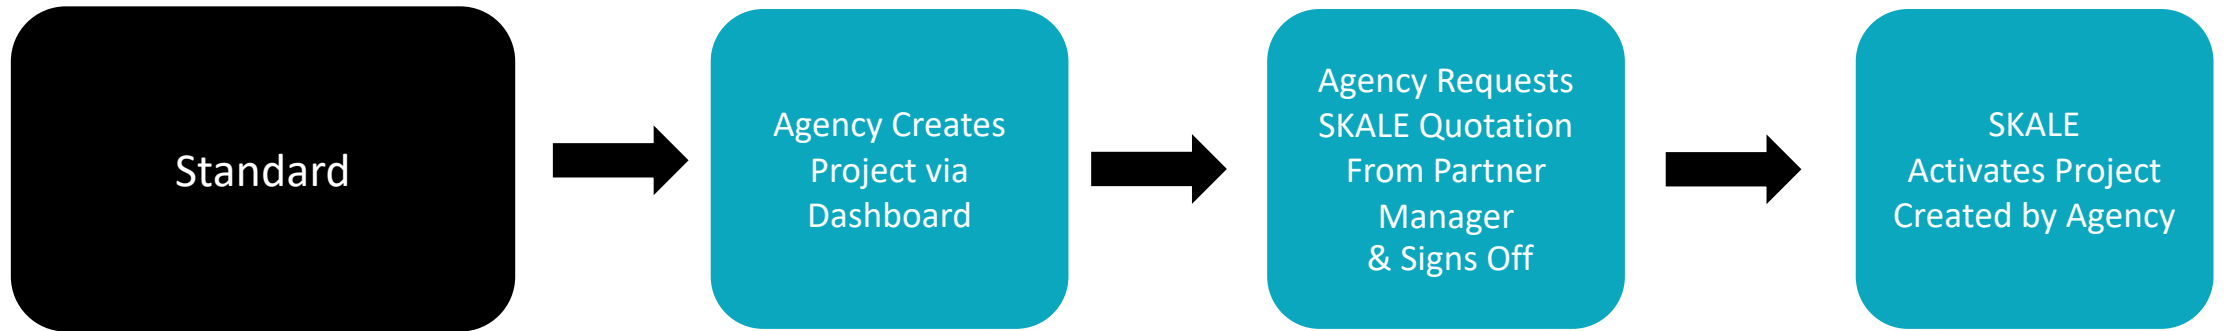 Standard
Agency Creates
Project via
Dashboard
Agency Requests
SKALE Quotation
From Partner
Manager
& Signs Off
SKALE
Activates Project
Created by Agency